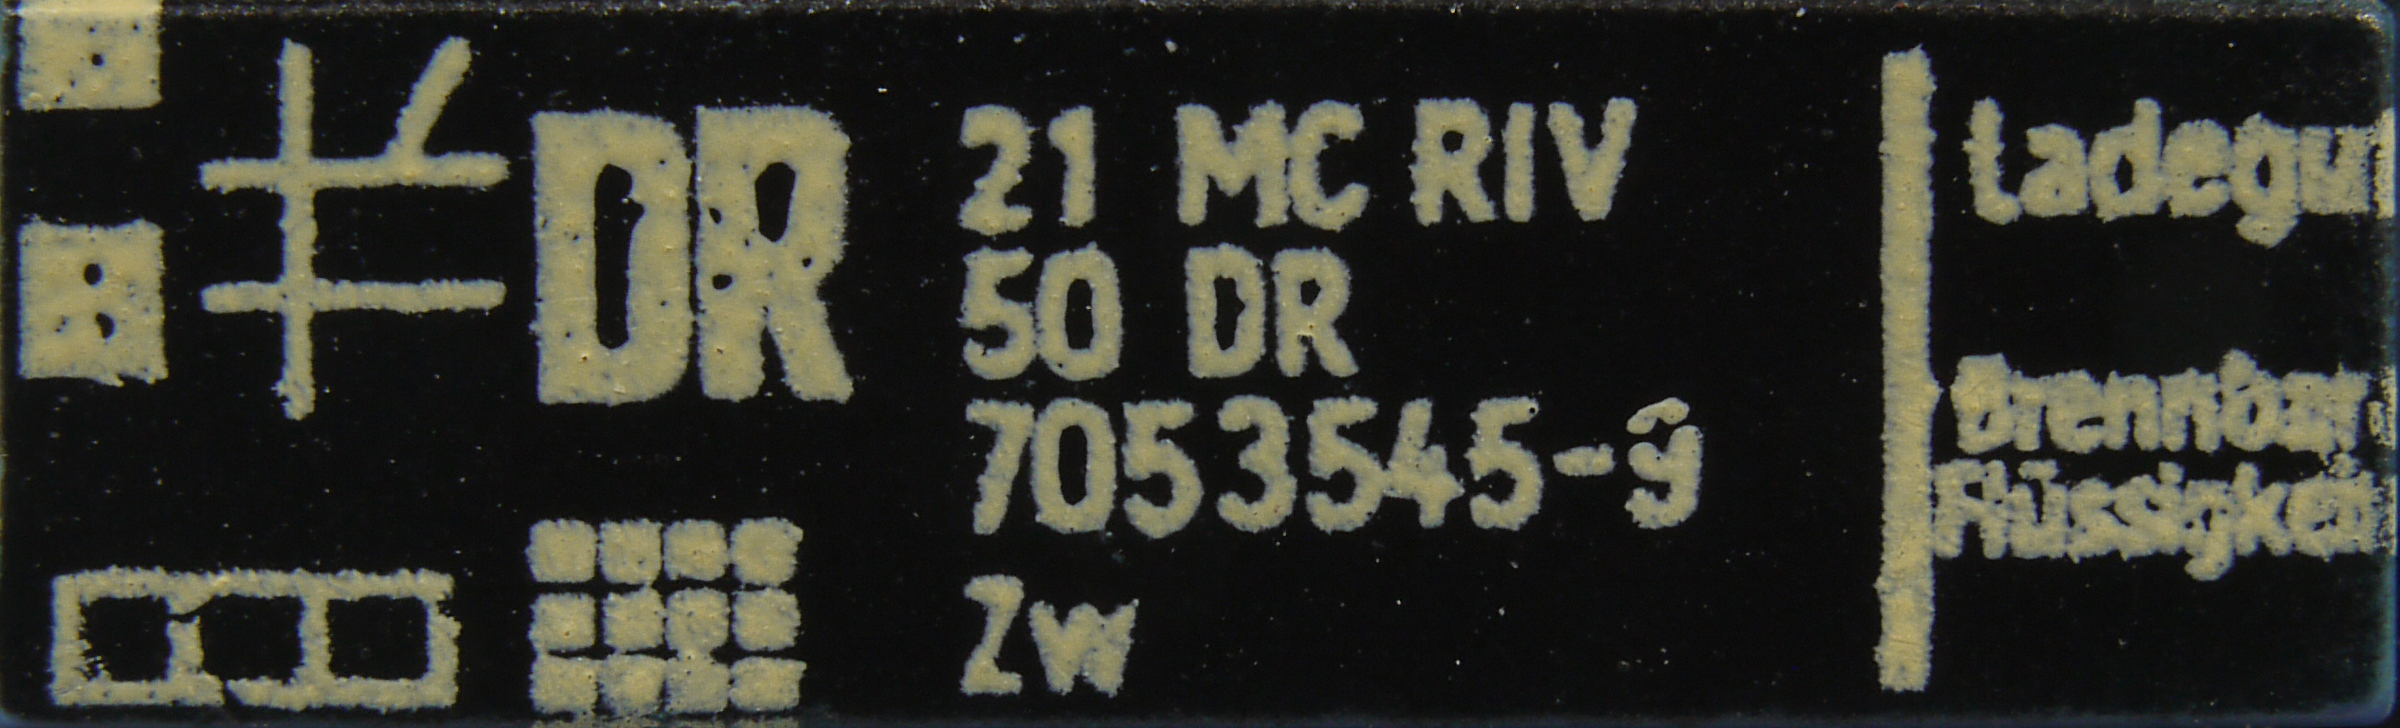 DR
21 MC RIV
50 DR
7053545-9
Zw
Ladegut
Brennbar
Flüssigkeit